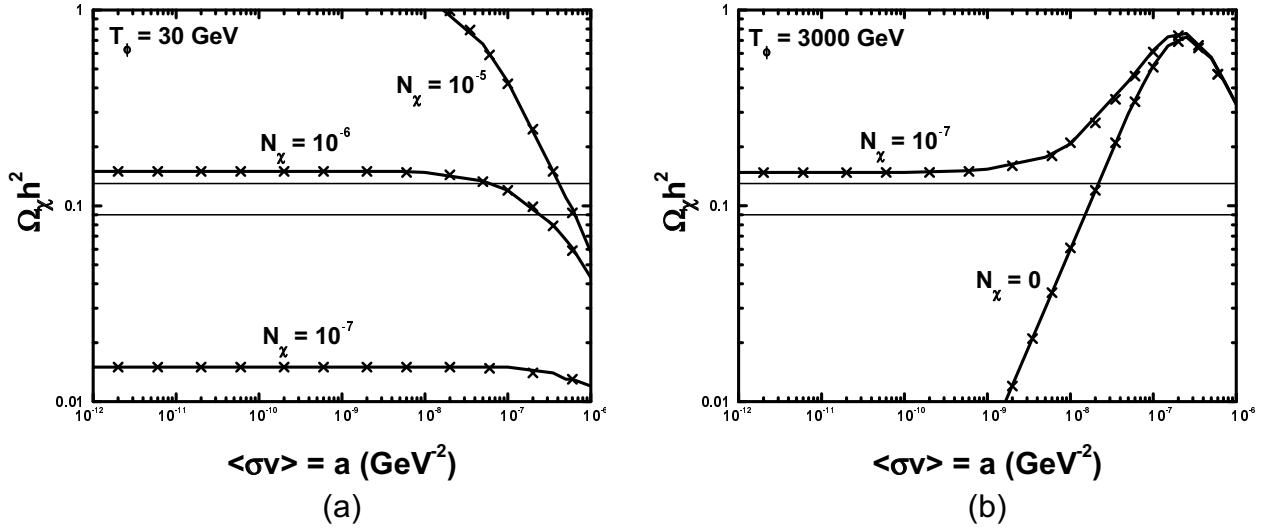 T_ϕ = 30 GeV
N_χ = 10^-5
N_χ = 10^-6
N_χ = 10^-7
Ω_χh^2
1
0.1
0.01
10^-12 10^-11 10^-10 10^-9 10^-8 10^-7 10^-6
<σv> = a (GeV^-2)
(a)
T_ϕ = 3000 GeV
N_χ = 10^-7
N_χ = 0
Ω_χh^2
1
0.1
0.01
10^-12 10^-11 10^-10 10^-9 10^-8 10^-7 10^-6
<σv> = a (GeV^-2)
(b)